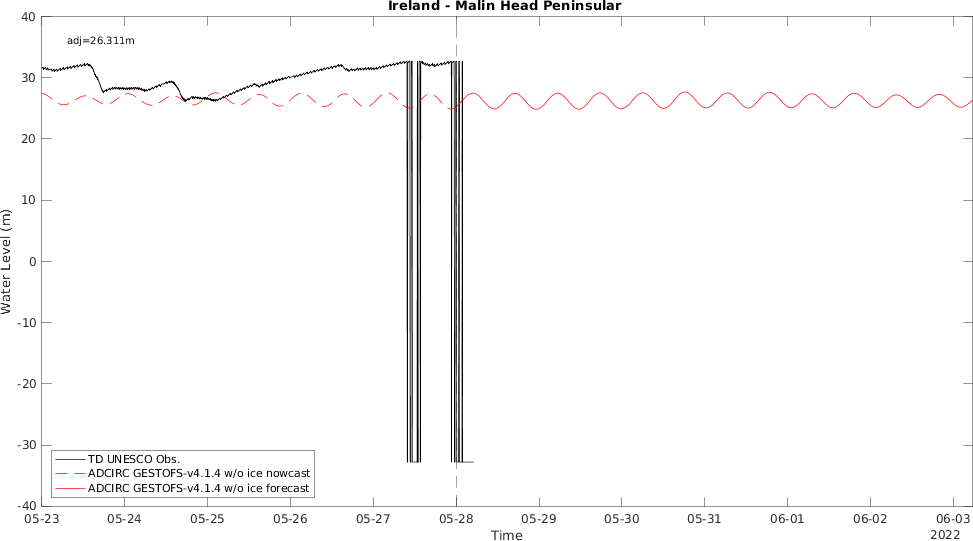 Ireland - Malin Head Peninsular
adj=26.311m
40
30
20
10
0
-10
-20
-30
-40
Water Level (m)
TD UNESCO Obs.
ADCIRC GESTOFS-v4.1.4 w/o ice nowcast
ADCIRC GESTOFS-v4.1.4 w/o ice forecast
05-23 05-24 05-25 05-26 05-27 05-28 05-29 05-30 05-31 06-01 06-02 06-03
Time
2022